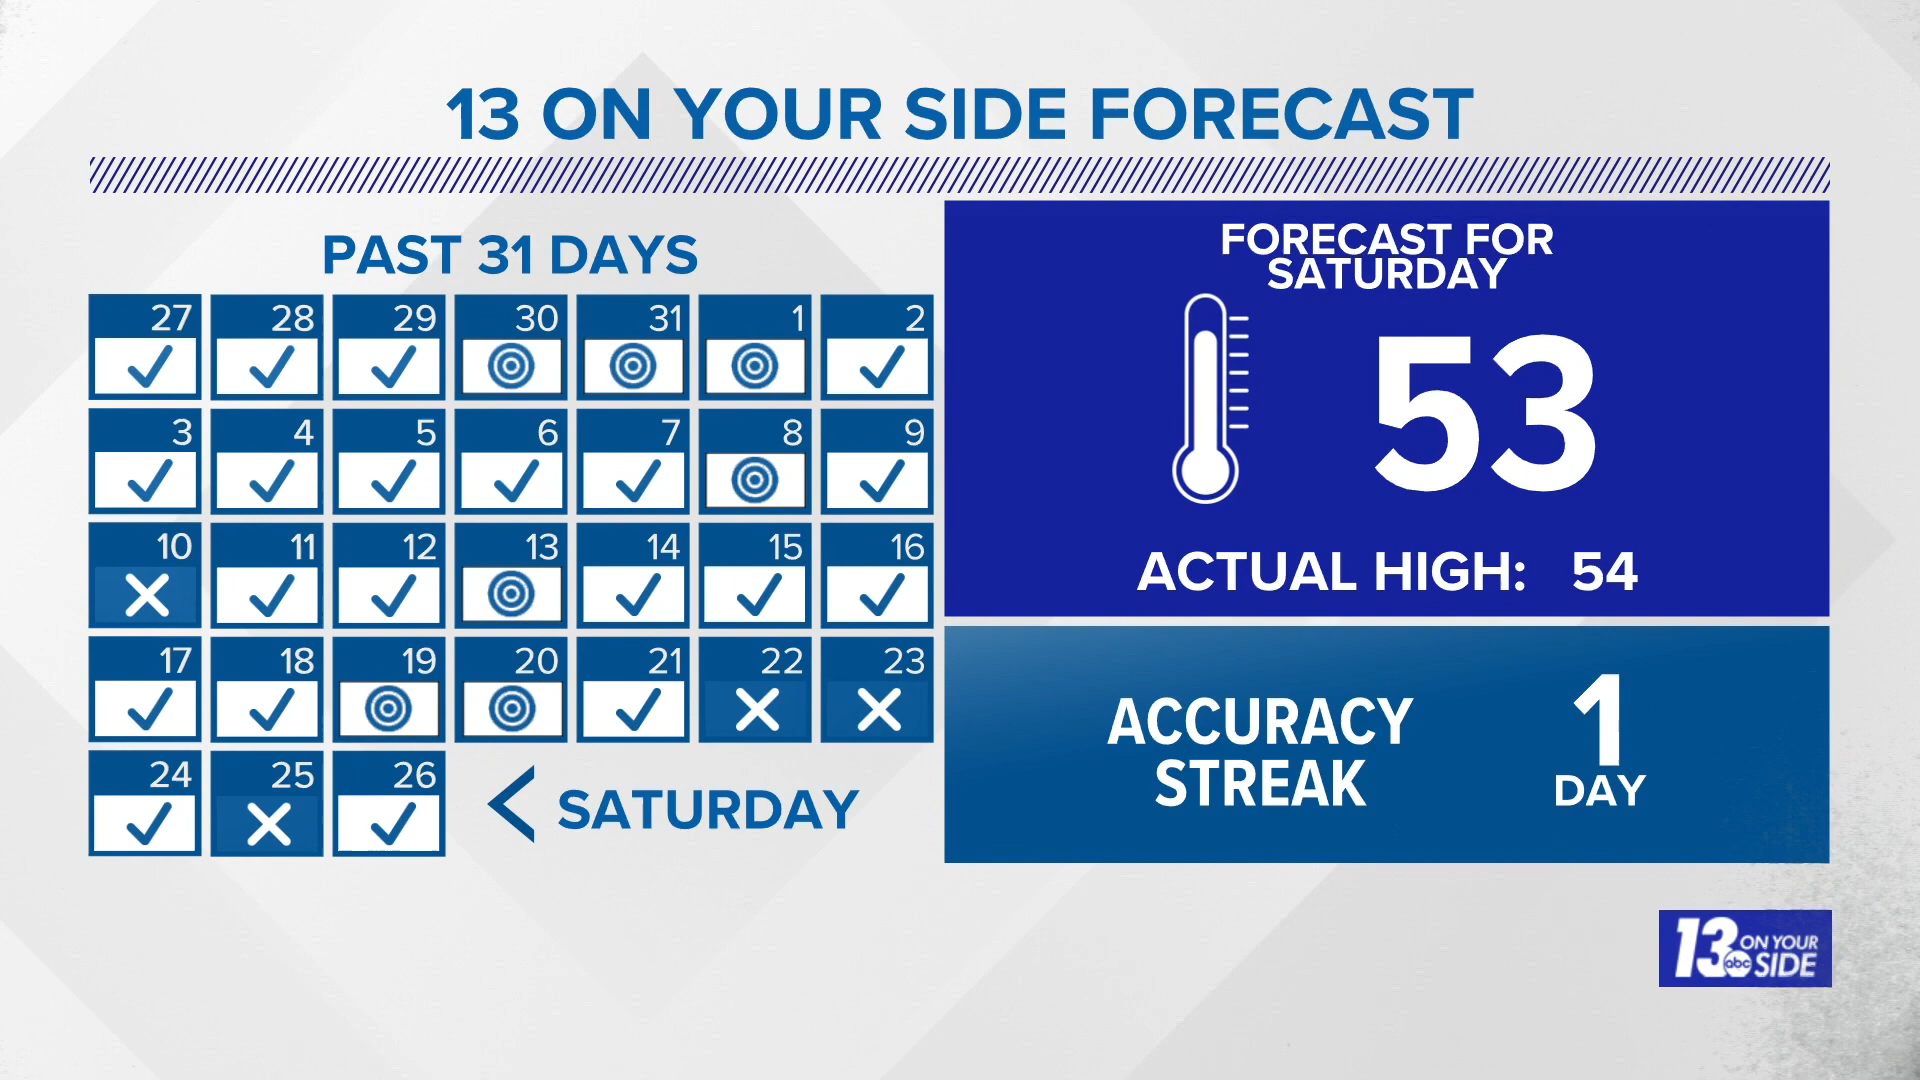 13 ON YOUR SIDE FORECAST
PAST 31 DAYS
27 28 29 30 31 1 2
3 4 5 6 7 8 9
10 11 12 13 14 15 16
17 18 19 20 21 22 23
24 25 26
SATURDAY
FORECAST FOR
SATURDAY
53
ACTUAL HIGH: 54
ACCURACY
STREAK
1
DAY
13 ON YOUR
abc SIDE